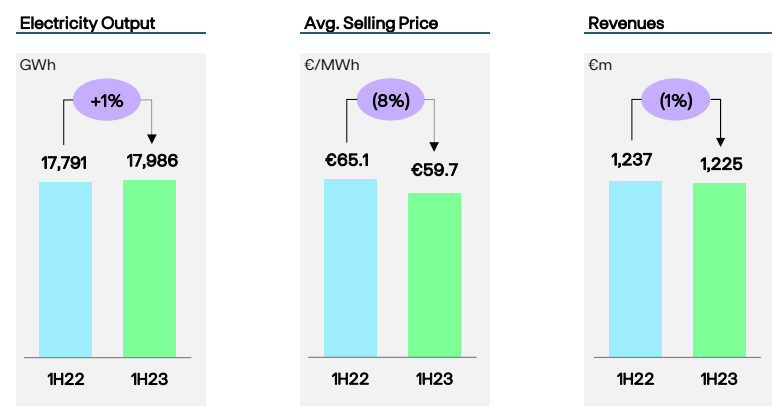 Electricity Output
GWh
+1%
17,791
17,986
1H22
1H23
Avg. Selling Price
€/MWh
(8%)
€65.1
€59.7
1H22
1H23
Revenues
€m
(1%)
1,237
1,225
1H22
1H23